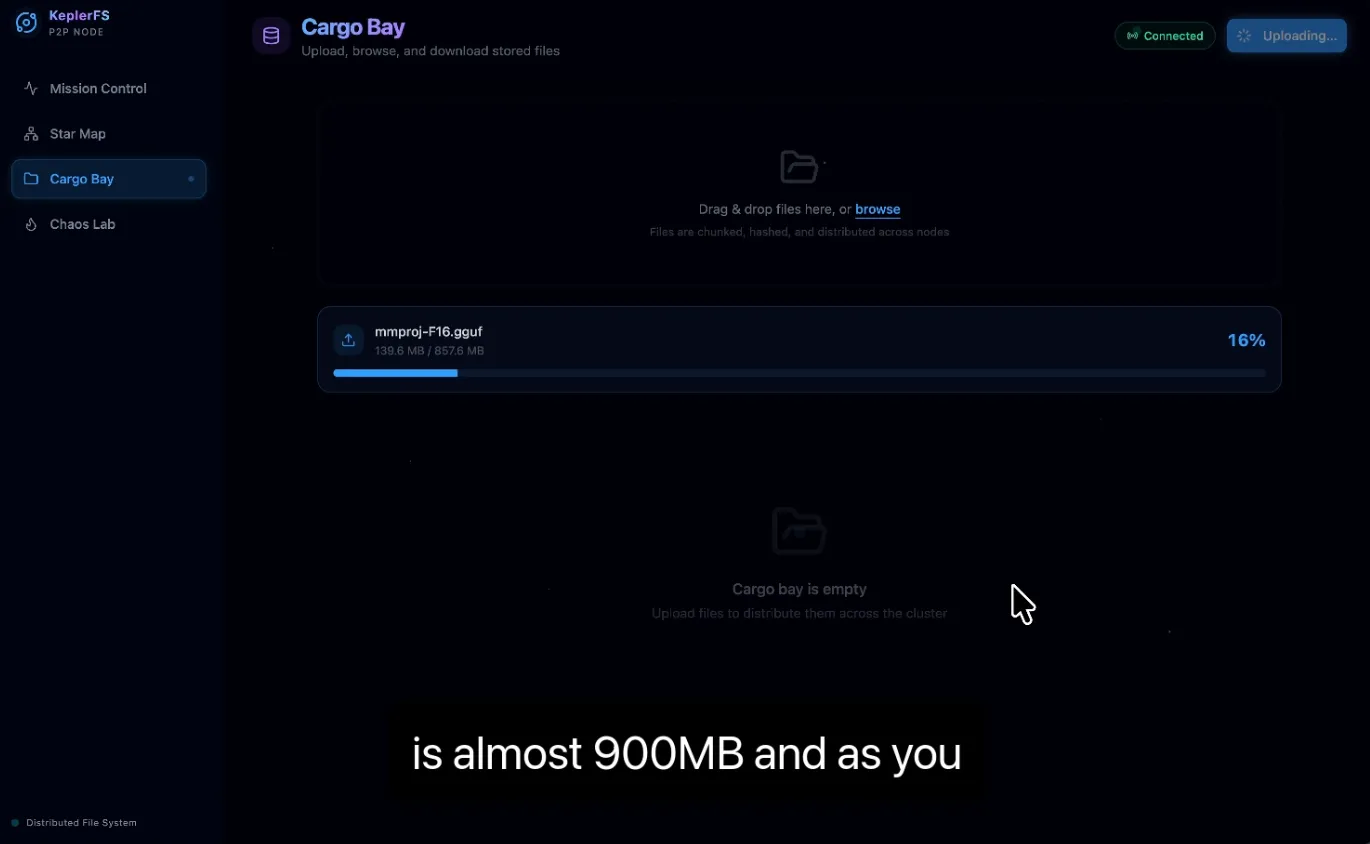 KeplerFS
P2P NODE
Mission Control
Star Map
Cargo Bay
Chaos Lab
Distributed File System
Cargo Bay
Upload, browse, and download stored files
Connected
Uploading...
Drag & drop files here, or browse
Files are chunked, hashed, and distributed across nodes
mmproj-F16.gguf
139.6 MB / 857.6 MB
16%
Cargo bay is empty
Upload files to distribute them across the cluster
is almost 900MB and as you